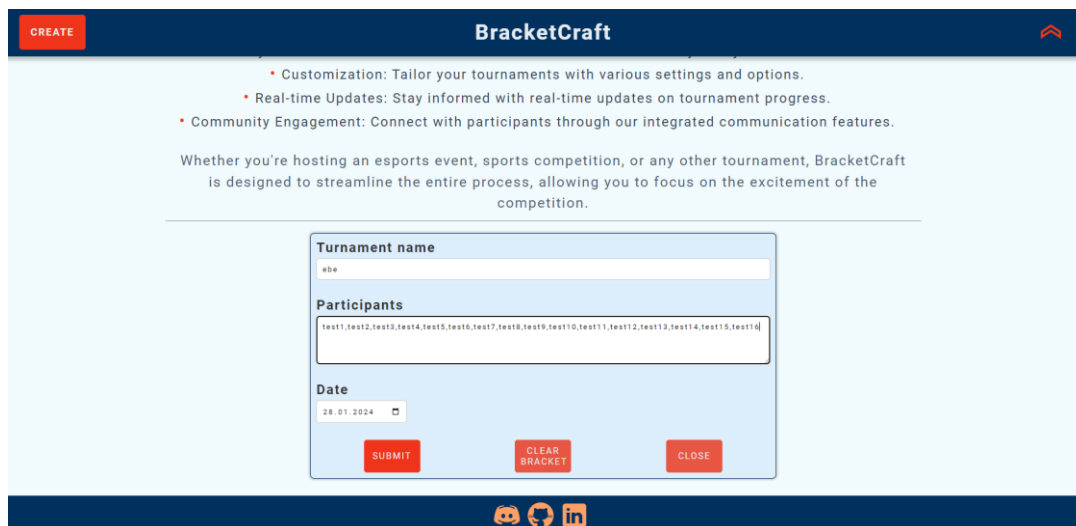 CREATE
BracketCraft
• Customization: Tailor your tournaments with various settings and options.
• Real-time Updates: Stay informed with real-time updates on tournament progress.
• Community Engagement: Connect with participants through our integrated communication features.
Whether you're hosting an esports event, sports competition, or any other tournament, BracketCraft
is designed to streamline the entire process, allowing you to focus on the excitement of the
competition.
Turnament name
ebe
Participants
test1,test2,test3,test4,test5,test6,test7,test8,test9,test10,test11,test12,test13,test14,test15,test16
Date
28.01.2024
SUBMIT
CLEAR
BRACKET
CLOSE
in